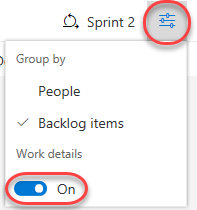 Sprint 2
Group by
People
Backlog items
Work details
On